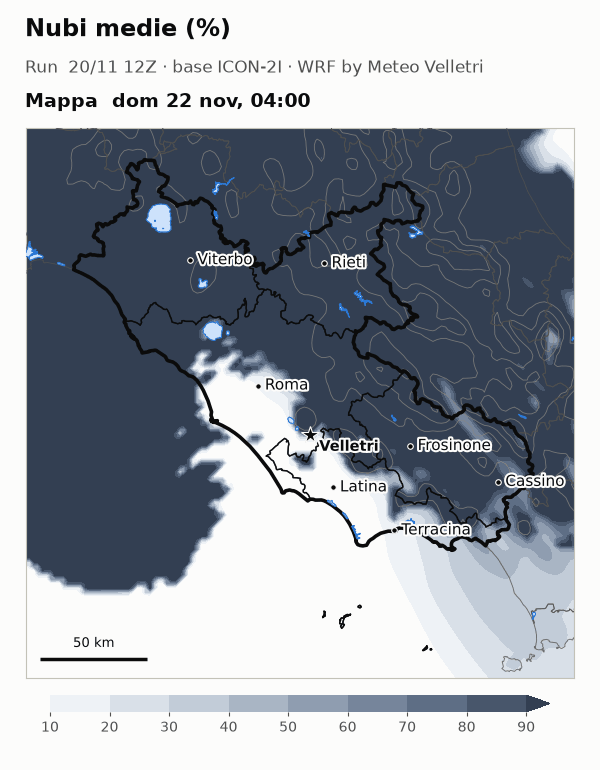 Nubi medie (%)
Run 20/11 12Z · base ICON-2I · WRF by Meteo Velletri
Mappa dom 22 nov, 04:00
Viterbo
Rieti
Roma
Velletri
Frosinone
Cassino
Latina
Terracina
50 km
10 20 30 40 50 60 70 80 90